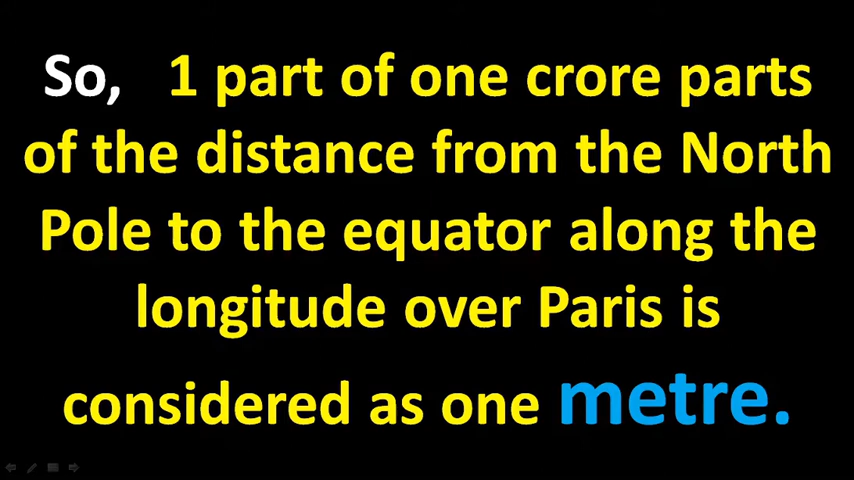 So, 1 part of one crore parts
of the distance from the North
Pole to the equator along the
longitude over Paris is
considered as one metre.